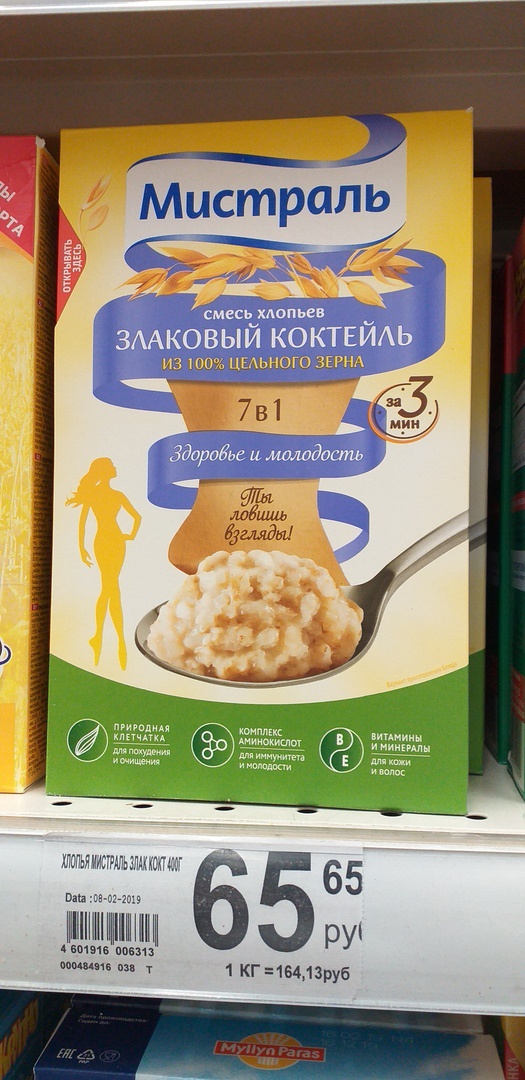 ОТКРЫВАТЬ
ЗДЕСЬ
Мистраль
смесь хлопьев
ЗЛАКОВЫЙ КОКТЕЙЛЬ
ИЗ 100% ЦЕЛЬНОГО ЗЕРНА
7в1
за 3
мин
Здоровье и молодость
Ты
ловишь
взгляды!
ПРИРОДНАЯ
КЛЕТЧАТКА
для похудения
и очищения
КОМПЛЕКС
АМИНОКИСЛОТ
для иммунитета
и молодости
B
E
ВИТАМИНЫ
И МИНЕРАЛЫ
для кожи
и волос
ХЛОПЬЯ МИСТРАЛЬ ЗЛАК КОКТ 400Г
65 65
Data :08-02-2019
4 601916 006313
000484916 038 T
1 КГ =164,13руб
EAC
Myllyn Paras